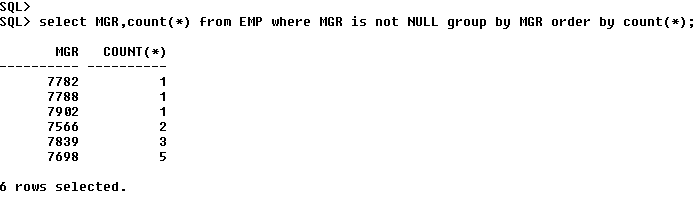 SQL>
SQL> select MGR,count(*) from EMP where MGR is not NULL group by MGR order by count(*);
MGR COUNT(*)
---------- ----------
7782 1
7788 1
7902 1
7566 2
7839 3
7698 5
6 rows selected.